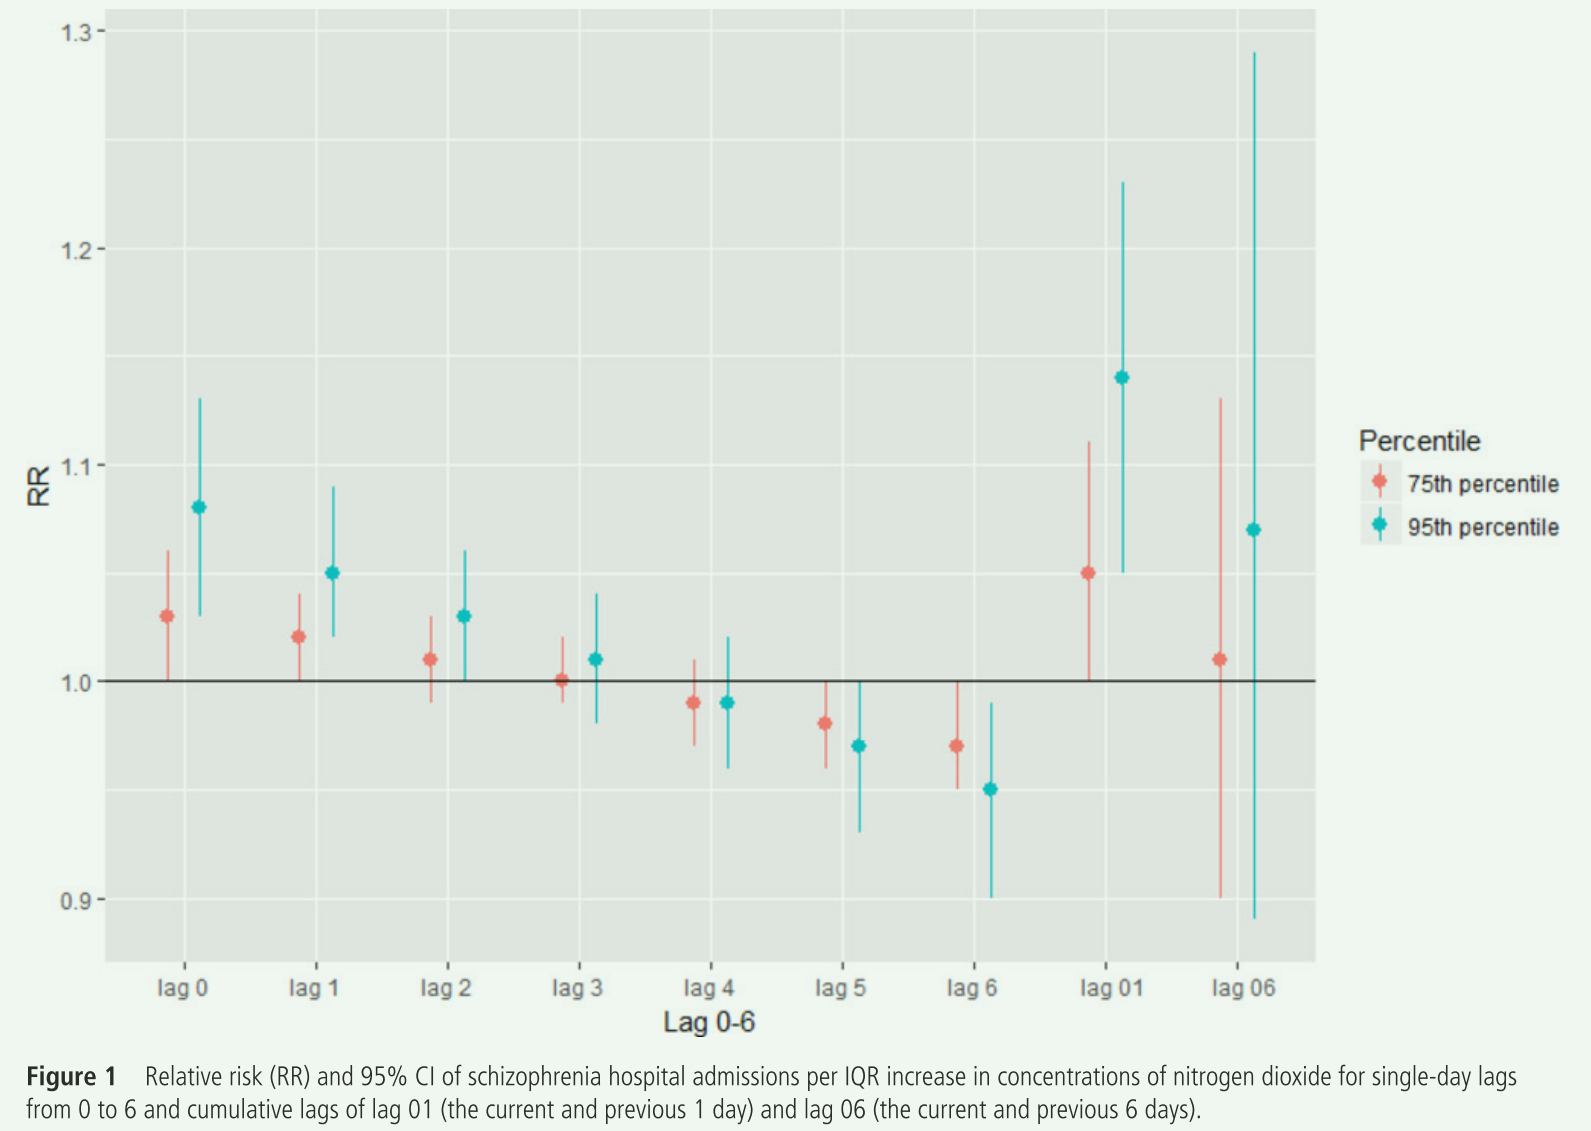 1.3
1.2
1.1
1.0
0.9
RR
lag 0 lag 1 lag 2 lag 3 lag 4 lag 5 lag 6 lag 01 lag 06
Lag 0-6
Percentile
75th percentile
95th percentile
Figure 1 Relative risk (RR) and 95% CI of schizophrenia hospital admissions per IQR increase in concentrations of nitrogen dioxide for single-day lags
from 0 to 6 and cumulative lags of lag 01 (the current and previous 1 day) and lag 06 (the current and previous 6 days).